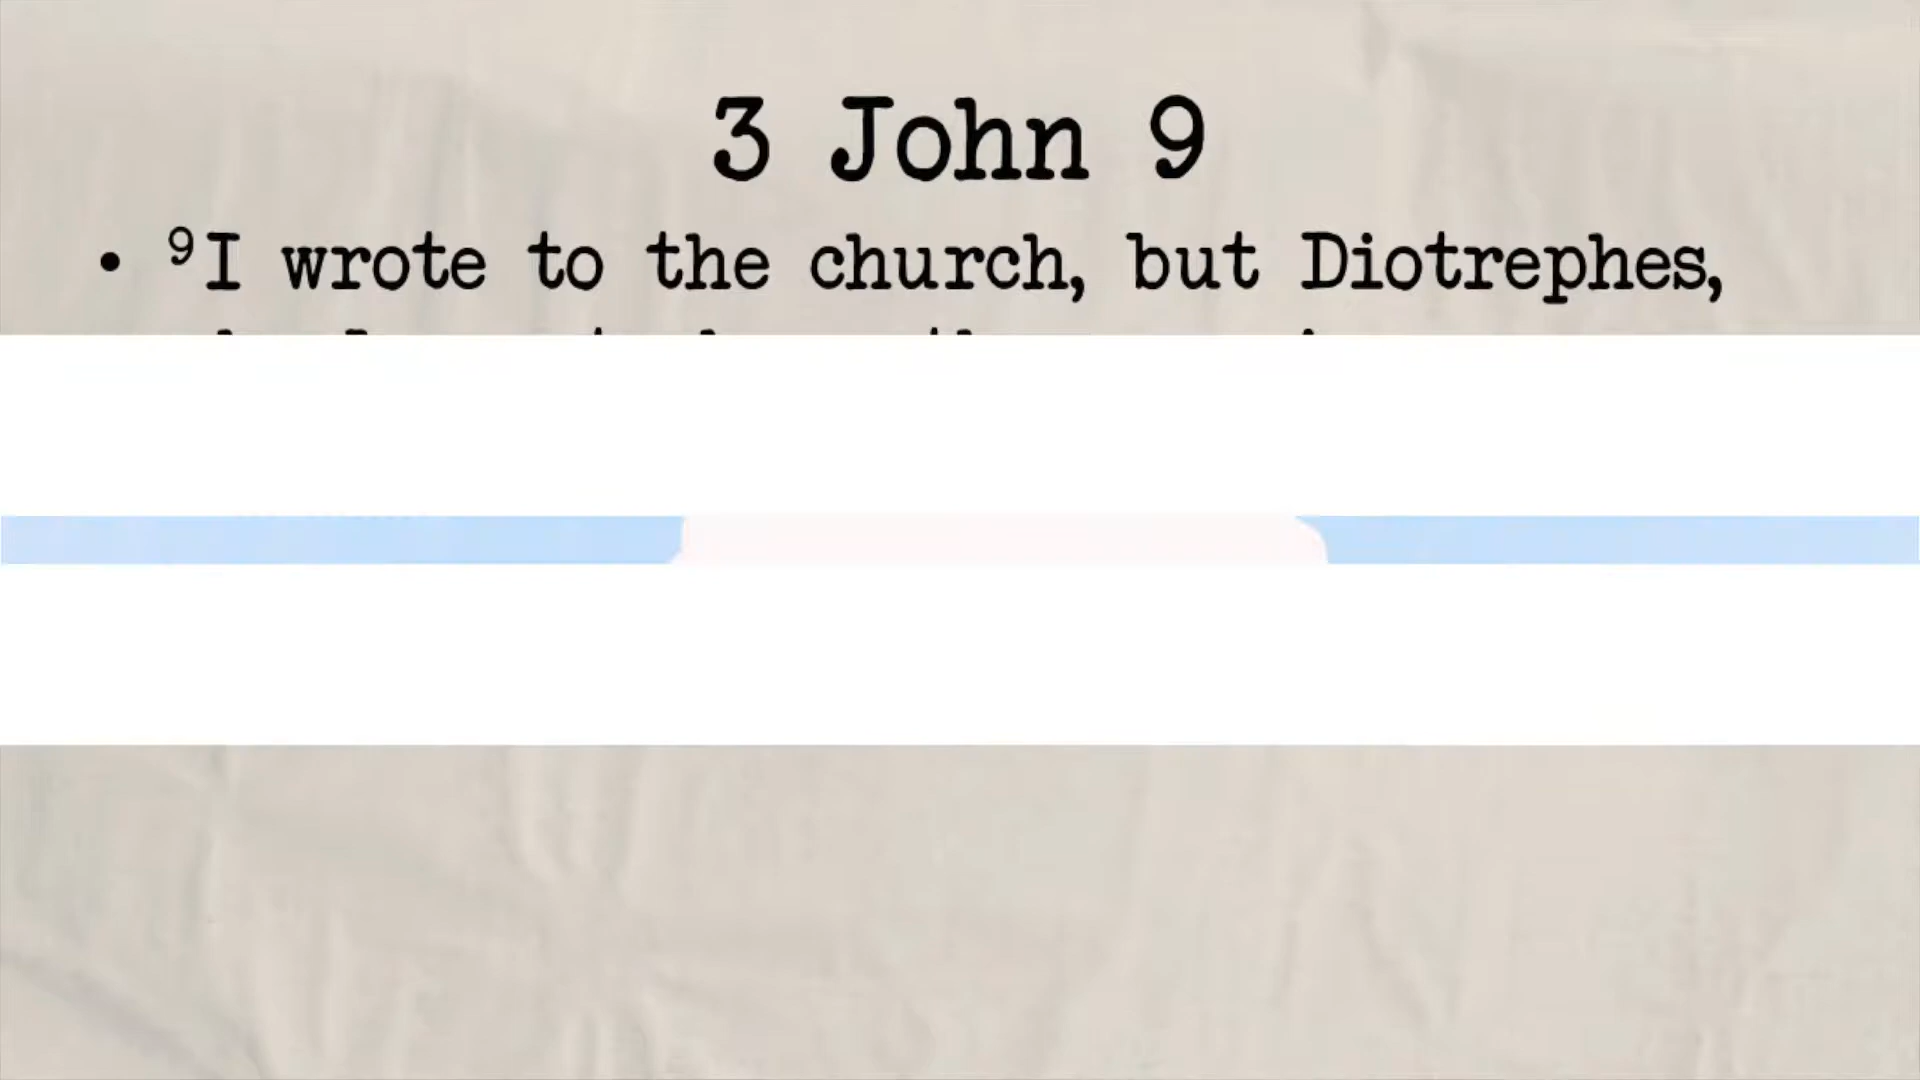 3 John 9
• ⁹I wrote to the church, but Diotrephes,